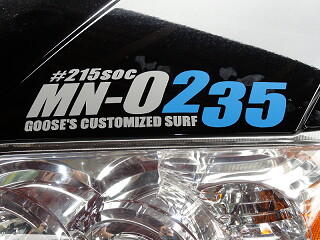 #215soc
MN-0235
GOOSE'S CUSTOMIZED SURF